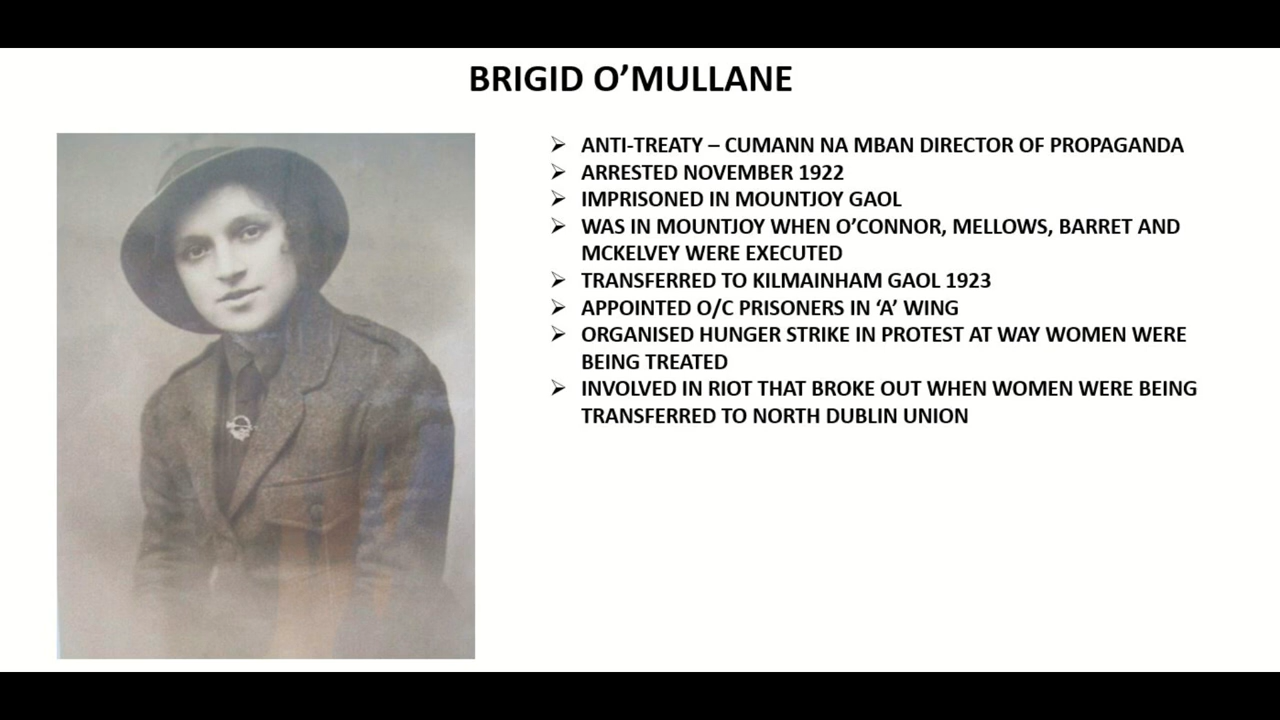 BRIGID O’MULLANE
➢ ANTI-TREATY – CUMANN NA MBAN DIRECTOR OF PROPAGANDA
➢ ARRESTED NOVEMBER 1922
➢ IMPRISONED IN MOUNTJOY GAOL
➢ WAS IN MOUNTJOY WHEN O’CONNOR, MELLOWS, BARRET AND
MCKELVEY WERE EXECUTED
➢ TRANSFERRED TO KILMAINHAM GAOL 1923
➢ APPOINTED O/C PRISONERS IN ‘A’ WING
➢ ORGANISED HUNGER STRIKE IN PROTEST AT WAY WOMEN WERE
BEING TREATED
➢ INVOLVED IN RIOT THAT BROKE OUT WHEN WOMEN WERE BEING
TRANSFERRED TO NORTH DUBLIN UNION